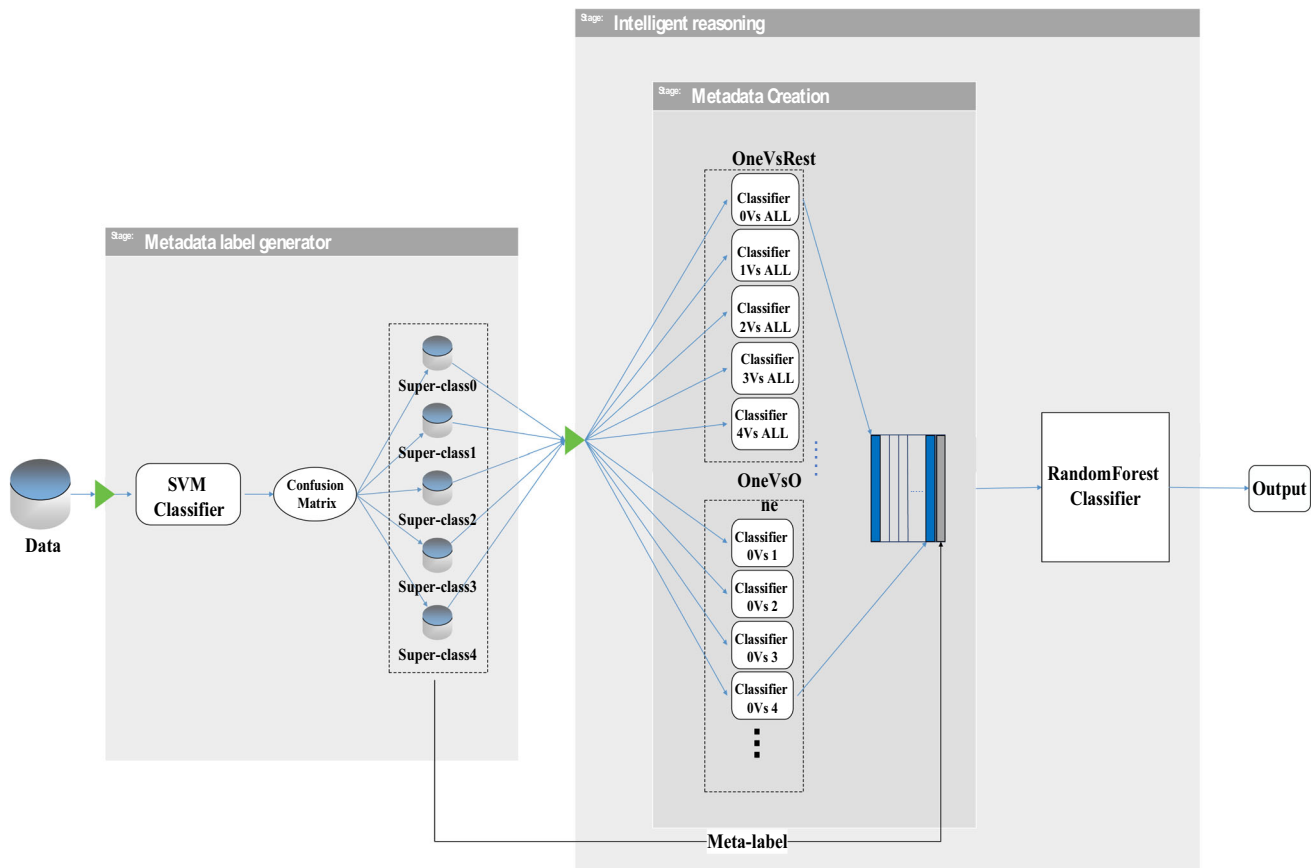 Stage: Intelligent reasoning
Stage: Metadata Creation
Stage: Metadata label generator
OneVsRest
Classifier
0Vs ALL
Classifier
1Vs ALL
Classifier
2Vs ALL
Classifier
3Vs ALL
Classifier
4Vs ALL
OneVsO
ne
Classifier
0Vs 1
Classifier
0Vs 2
Classifier
0Vs 3
Classifier
0Vs 4
Super-class0
Super-class1
Super-class2
Super-class3
Super-class4
Data
SVM
Classifier
Confusion
Matrix
RandomForest
Classifier
Output
Meta-label